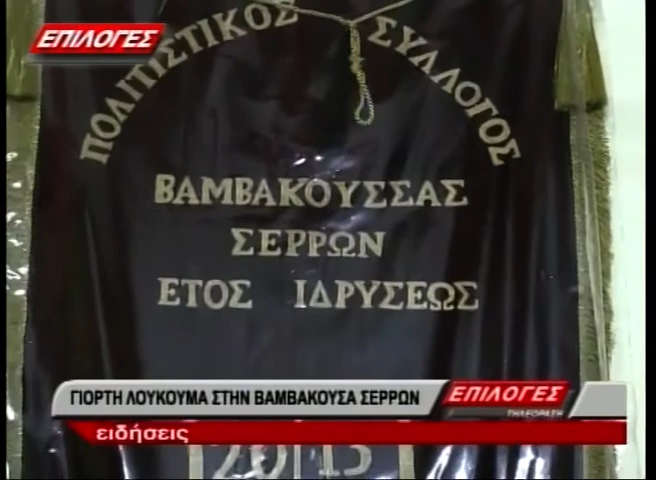 ΕΠΙΛΟΓΕΣ
ΠΟΛΙΤΙΣΤΙΚΟΣ ΣΥΛΛΟΓΟΣ
ΒΑΜΒΑΚΟΥΣΣΑΣ
ΣΕΡΡΩΝ
ΕΤΟΣ ΙΔΡΥΣΕΩΣ
ΓΙΟΡΤΗ ΛΟΥΚΟΥΜΑ ΣΤΗΝ ΒΑΜΒΑΚΟΥΣΑ ΣΕΡΡΩΝ
ΕΠΙΛΟΓΕΣ
ΤΗΛΕΟΡΑΣΗ
ειδήσεις